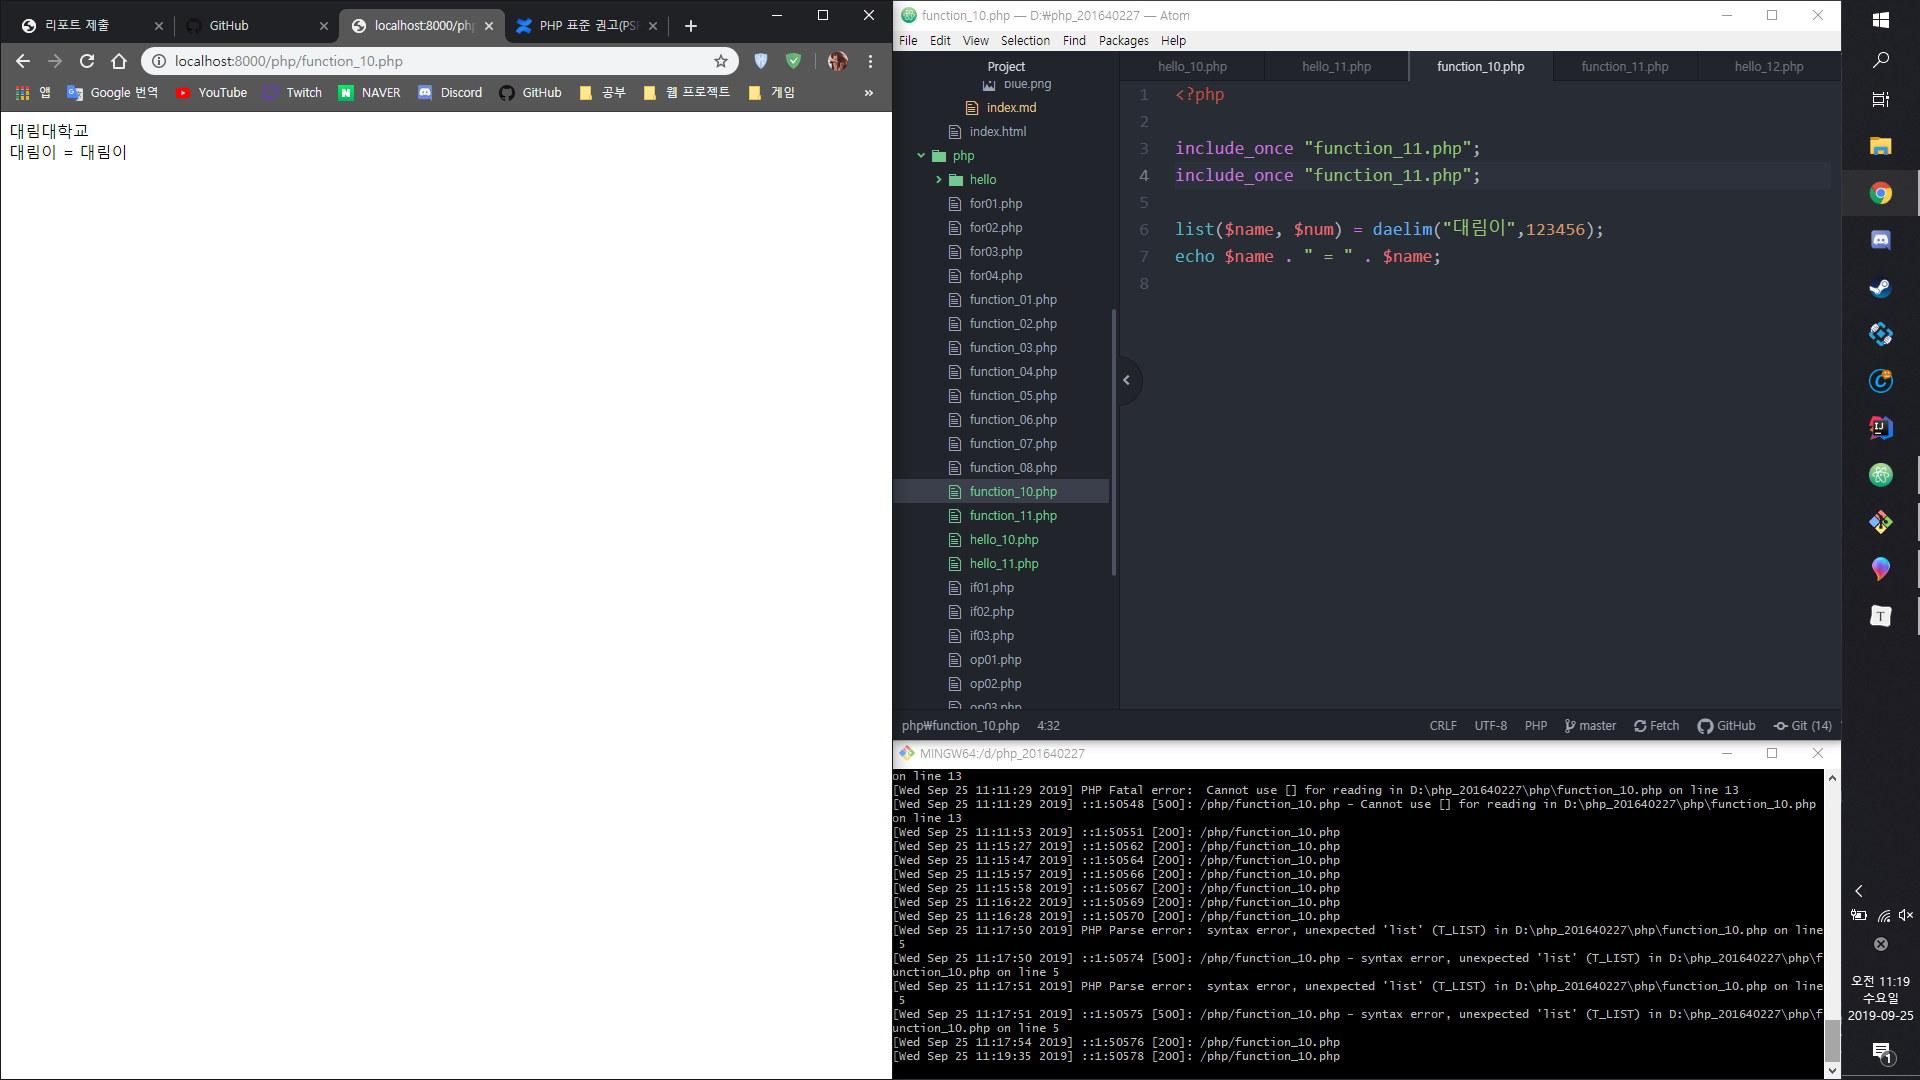 리포트 제출
GitHub
localhost:8000/php
PHP 표준 권고(PS
localhost:8000/php/function_10.php
앱
Google 번역
YouTube
Twitch
NAVER
Discord
GitHub
공부
웹 프로젝트
게임
»
대림대학교
대림이 = 대림이
function_10.php — D:₩php_201640227 — Atom
File Edit View Selection Find Packages Help
Project
blue.png
index.md
index.html
php
hello
for01.php
for02.php
for03.php
for04.php
function_01.php
function_02.php
function_03.php
function_04.php
function_05.php
function_06.php
function_07.php
function_08.php
function_10.php
function_11.php
hello_10.php
hello_11.php
if01.php
if02.php
if03.php
op01.php
op02.php
op03.php
hello_10.php hello_11.php function_10.php function_11.php hello_12.php
1 <?php
2
3 include_once "function_11.php";
4 include_once "function_11.php";
5
6 list($name, $num) = daelim("대림이",123456);
7 echo $name . " = " . $name;
8
php₩function_10.php 4:32 CRLF UTF-8 PHP master Fetch GitHub Git (14)
MINGW64:/d/php_201640227
on line 13
[Wed Sep 25 11:11:29 2019] PHP Fatal error:  Cannot use [] for reading in D:\php_201640227\php\function_10.php on line 13
[Wed Sep 25 11:11:29 2019] ::1:50548 [500]: /php/function_10.php - Cannot use [] for reading in D:\php_201640227\php\function_10.php
on line 13
[Wed Sep 25 11:11:53 2019] ::1:50551 [200]: /php/function_10.php
[Wed Sep 25 11:15:27 2019] ::1:50562 [200]: /php/function_10.php
[Wed Sep 25 11:15:47 2019] ::1:50564 [200]: /php/function_10.php
[Wed Sep 25 11:15:57 2019] ::1:50566 [200]: /php/function_10.php
[Wed Sep 25 11:15:58 2019] ::1:50567 [200]: /php/function_10.php
[Wed Sep 25 11:16:22 2019] ::1:50569 [200]: /php/function_10.php
[Wed Sep 25 11:16:28 2019] ::1:50570 [200]: /php/function_10.php
[Wed Sep 25 11:17:50 2019] PHP Parse error:  syntax error, unexpected 'list' (T_LIST) in D:\php_201640227\php\function_10.php on line
5
[Wed Sep 25 11:17:50 2019] ::1:50574 [500]: /php/function_10.php - syntax error, unexpected 'list' (T_LIST) in D:\php_201640227\php\f
unction_10.php on line 5
[Wed Sep 25 11:17:51 2019] PHP Parse error:  syntax error, unexpected 'list' (T_LIST) in D:\php_201640227\php\function_10.php on line
5
[Wed Sep 25 11:17:51 2019] ::1:50575 [500]: /php/function_10.php - syntax error, unexpected 'list' (T_LIST) in D:\php_201640227\php\f
unction_10.php on line 5
[Wed Sep 25 11:17:54 2019] ::1:50576 [200]: /php/function_10.php
[Wed Sep 25 11:19:35 2019] ::1:50578 [200]: /php/function_10.php
오전 11:19
수요일
2019-09-25
1